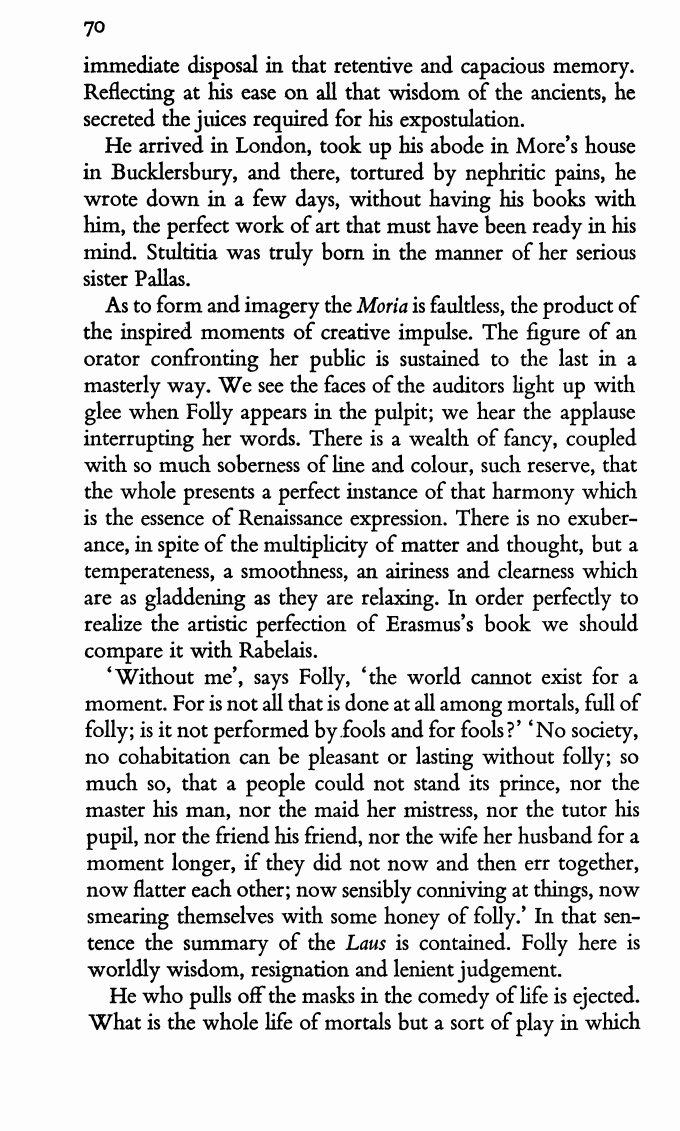 70
immediate disposal in that retentive and capacious memory.
Reflecting at his ease on all that wisdom of the ancients, he
secreted the juices required for his expostulation.
He arrived in London, took up his abode in More's house
in Bucklersbury, and there, tortured by nephritic pains, he
wrote down in a few days, without having his books with
him, the perfect work of art that must have been ready in his
mind. Stultitia was truly born in the manner of her serious
sister Pallas.
As to form and imagery the Moria is faultless, the product of
the inspired moments of creative impulse. The figure of an
orator confronting her public is sustained to the last in a
masterly way. We see the faces of the auditors light up with
glee when Folly appears in the pulpit; we hear the applause
interrupting her words. There is a wealth of fancy, coupled
with so much soberness of line and colour, such reserve, that
the whole presents a perfect instance of that harmony which
is the essence of Renaissance expression. There is no exuber-
ance, in spite of the multiplicity of matter and thought, but a
temperateness, a smoothness, an airiness and clearness which
are as gladdening as they are relaxing. In order perfectly to
realize the artistic perfection of Erasmus's book we should
compare it with Rabelais.
'Without me', says Folly, 'the world cannot exist for a
moment. For is not all that is done at all among mortals, full of
folly; is it not performed by fools and for fools?' 'No society,
no cohabitation can be pleasant or lasting without folly; so
much so, that a people could not stand its prince, nor the
master his man, nor the maid her mistress, nor the tutor his
pupil, nor the friend his friend, nor the wife her husband for a
moment longer, if they did not now and then err together,
now flatter each other; now sensibly conniving at things, now
smearing themselves with some honey of folly.' In that sen-
tence the summary of the Laus is contained. Folly here is
worldly wisdom, resignation and lenient judgement.
He who pulls off the masks in the comedy of life is ejected.
What is the whole life of mortals but a sort of play in which